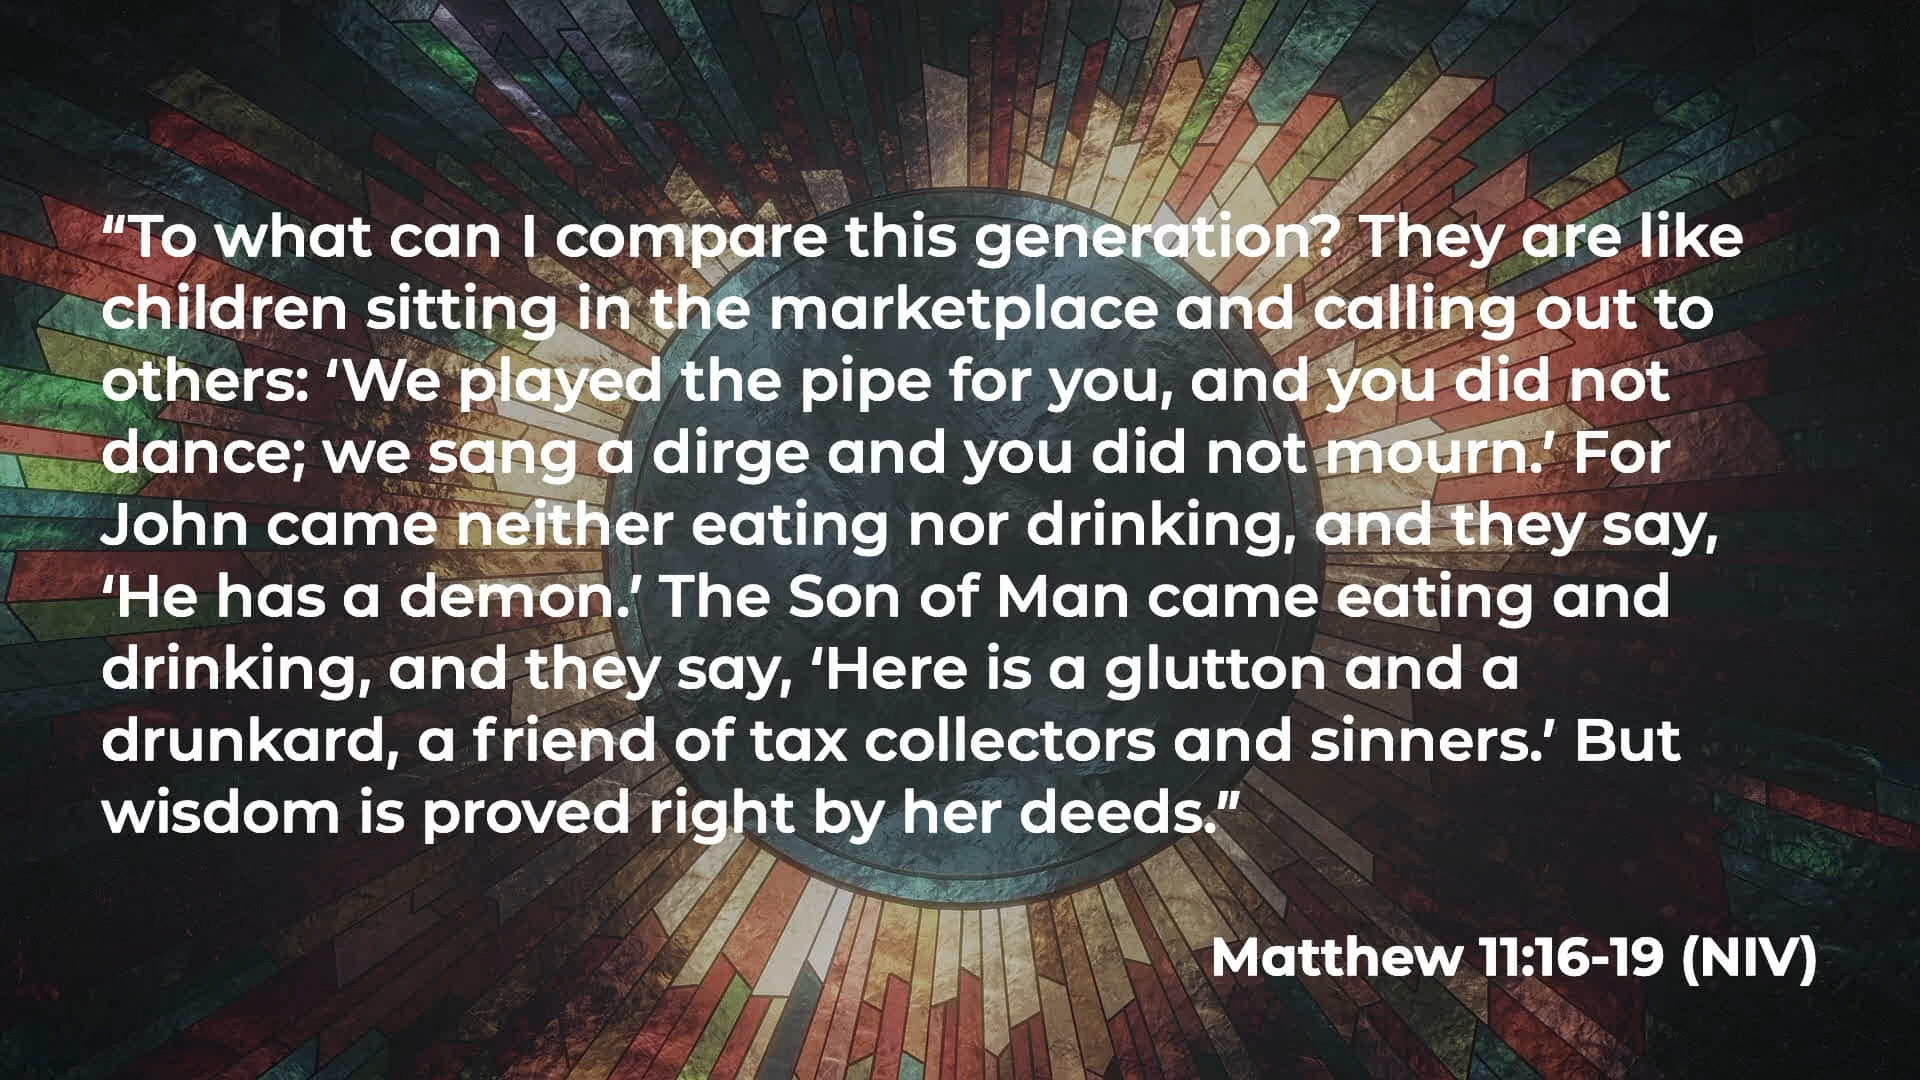 “To what can I compare this generation? They are like
children sitting in the marketplace and calling out to
others: ‘We played the pipe for you, and you did not
dance; we sang a dirge and you did not mourn.’ For
John came neither eating nor drinking, and they say,
‘He has a demon.’ The Son of Man came eating and
drinking, and they say, ‘Here is a glutton and a
drunkard, a friend of tax collectors and sinners.’ But
wisdom is proved right by her deeds.”
Matthew 11:16-19 (NIV)